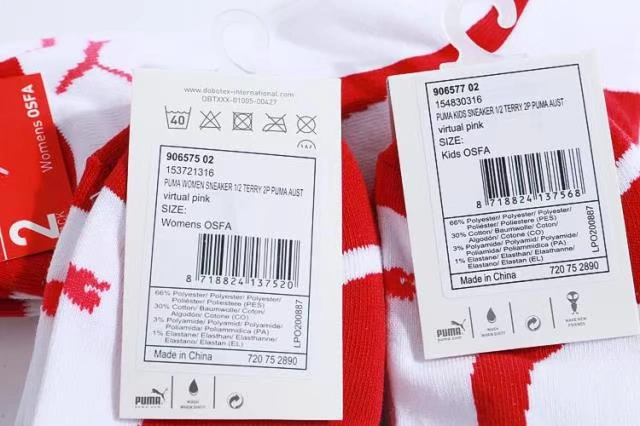 Womens OSFA
2
www.dobotex-international.com
DBTXXX-01005-00427
40
906575 02
153721316
PUMA WOMEN SNEAKER 1/2 TERRY 2P PUMA AUST
virtual pink
SIZE:
Womens OSFA
8 718824 137520
66% Polyester/ Polyester/ Polyester/
Poliéster/ Poliestere (PES)
30% Cotton/ Baumwolle/ Coton/
Algodón/ Cotone (CO)
3% Polyamide/ Polyamid/ Polyamide/
Poliamida/ Poliammidica (PA)
1% Elastane/ Elasthan/ Elasthanne/
Elastano/ Elastan (EL)
LPO200887
Made in China
720 75 2890
PUMA
906577 02
154830316
PUMA KIDS SNEAKER 1/2 TERRY 2P PUMA AUST
virtual pink
SIZE:
Kids OSFA
8 718824 137568
66% Polyester/ Polyester/ Polyester/
Poliéster/ Poliestere (PES)
30% Cotton/ Baumwolle/ Coton/
Algodón/ Cotone (CO)
3% Polyamide/ Polyamid/ Polyamide/
Poliamida/ Poliammidica (PA)
1% Elastane/ Elasthan/ Elasthanne/
Elastano/ Elastan (EL)
LPO200887
Made in China
720 75 2890
PUMA
MAKE NEW
FRIENDS